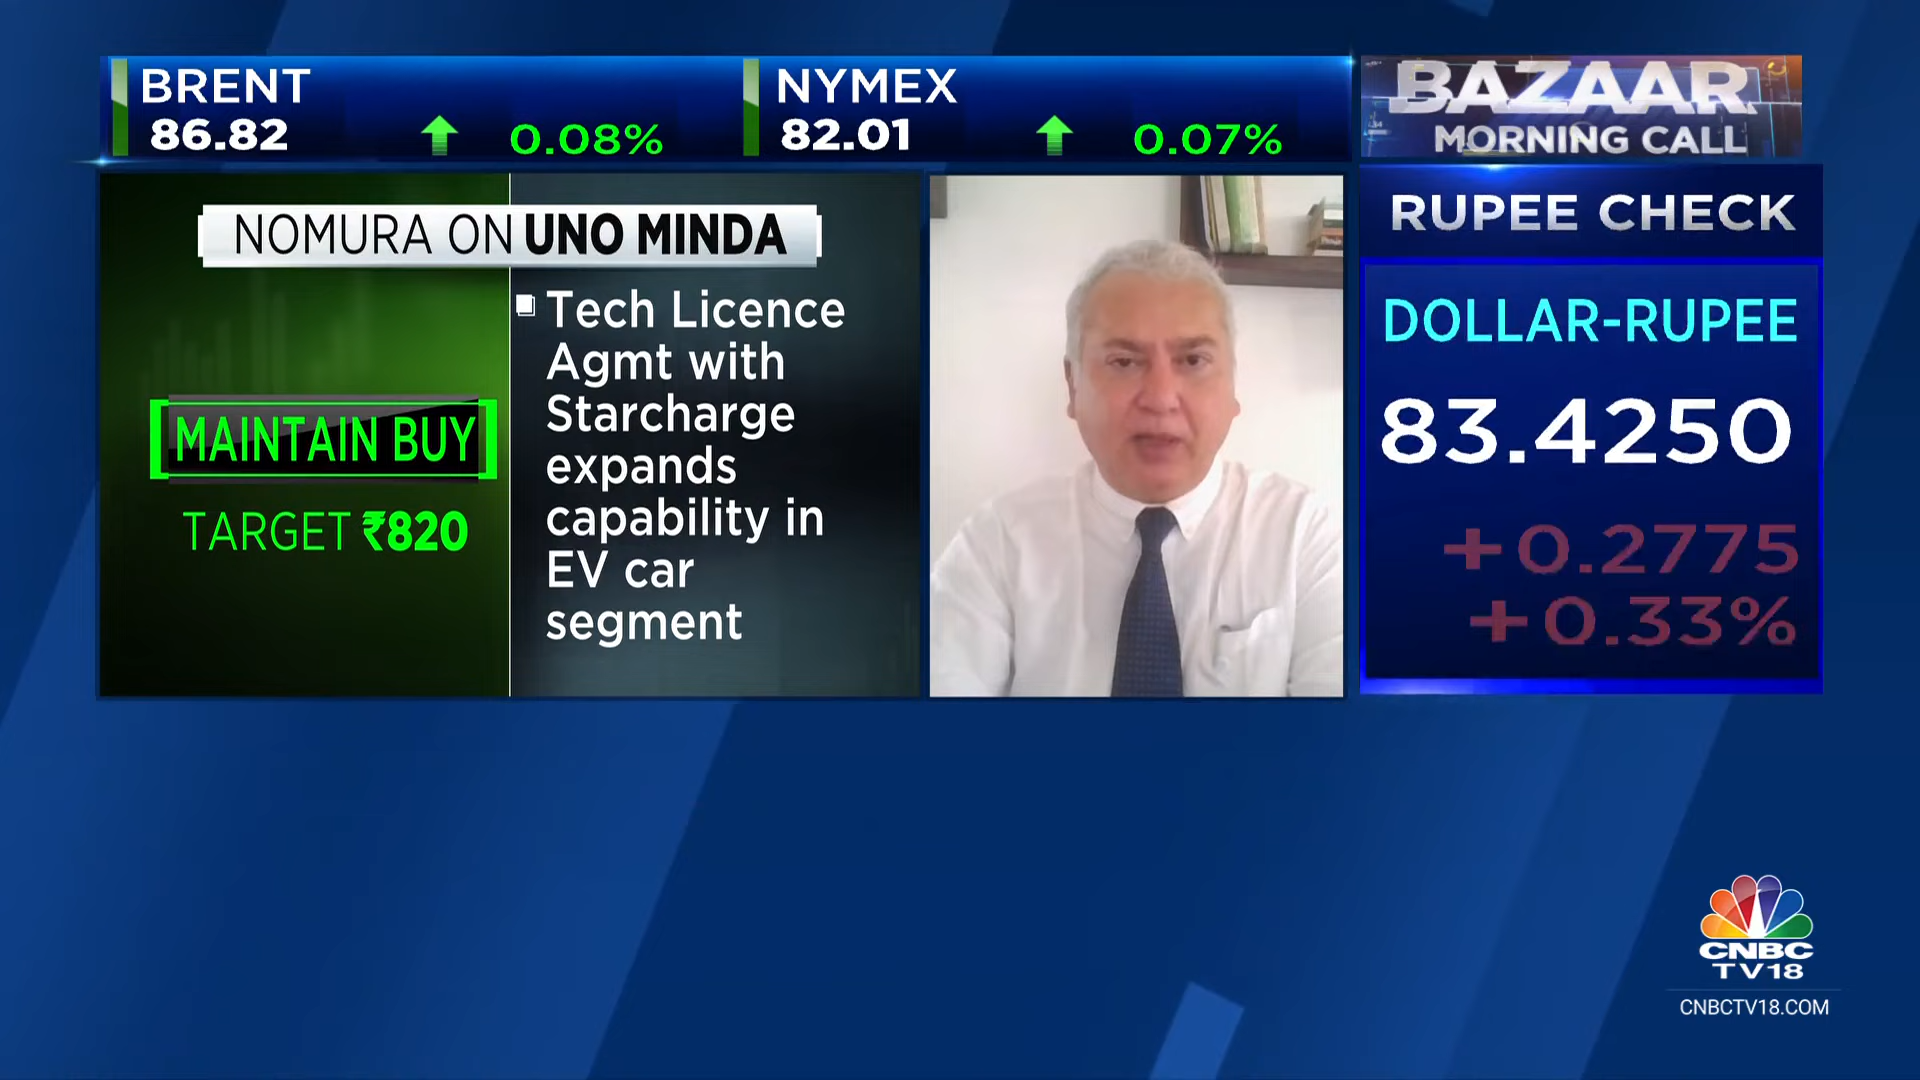 BRENT
86.82
0.08%
NYMEX
82.01
0.07%
BAZAAR
MORNING CALL
NOMURA ON UNO MINDA
MAINTAIN BUY
TARGET ₹820
Tech Licence
Agmt with
Starcharge
expands
capability in
EV car
segment
RUPEE CHECK
DOLLAR-RUPEE
83.4250
+0.2775
+0.33%
CNBC
TV18
CNBCTV18.COM